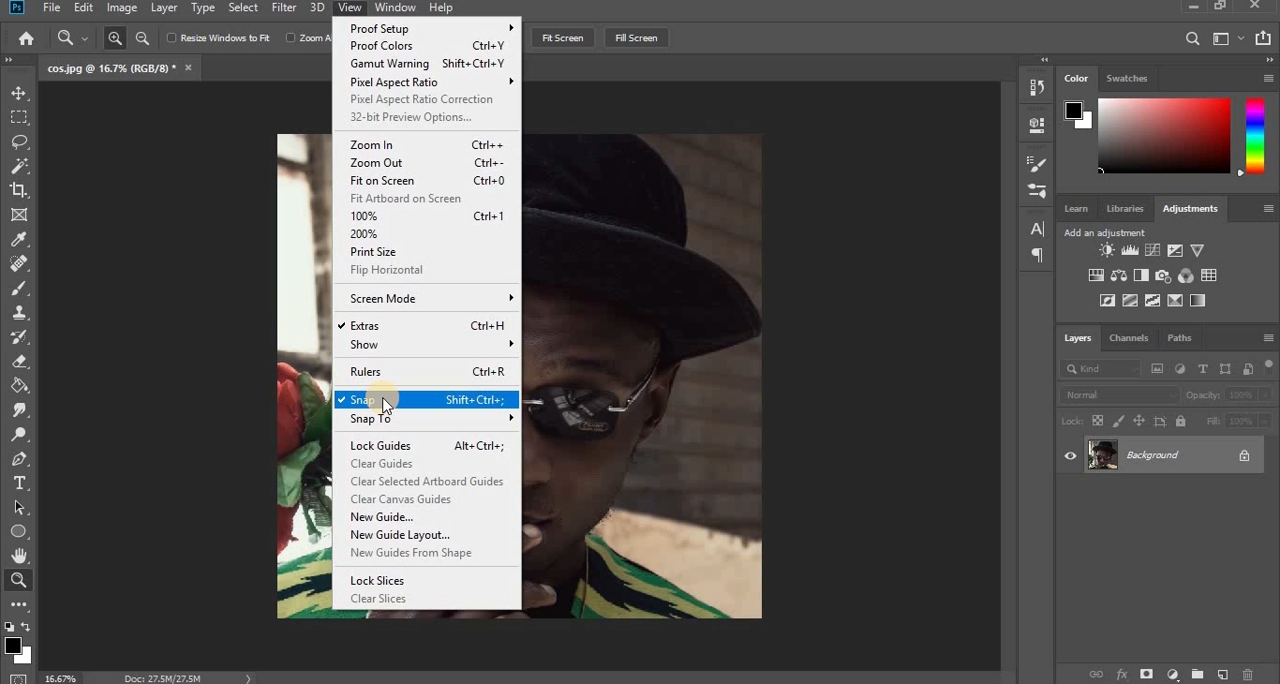 Ps File Edit Image Layer Type Select Filter 3D View Window Help
Resize Windows to Fit Zoom A Fit Screen Fill Screen
cos.jpg @ 16.7% (RGB/8) * ×
Proof Setup
Proof Colors Ctrl+Y
Gamut Warning Shift+Ctrl+Y
Pixel Aspect Ratio
Pixel Aspect Ratio Correction
32-bit Preview Options...
Zoom In Ctrl++
Zoom Out Ctrl+-
Fit on Screen Ctrl+0
Fit Artboard on Screen
100% Ctrl+1
200%
Print Size
Flip Horizontal
Screen Mode
Extras Ctrl+H
Show
Rulers Ctrl+R
Snap Shift+Ctrl+;
Snap To
Lock Guides Alt+Ctrl+;
Clear Guides
Clear Selected Artboard Guides
Clear Canvas Guides
New Guide...
New Guide Layout...
New Guides From Shape
Lock Slices
Clear Slices
Color Swatches
Learn Libraries Adjustments
Add an adjustment
Layers Channels Paths
Kind
Normal Opacity: 100%
Lock: Fill: 100%
Background
16.67% Doc: 27.5M/27.5M